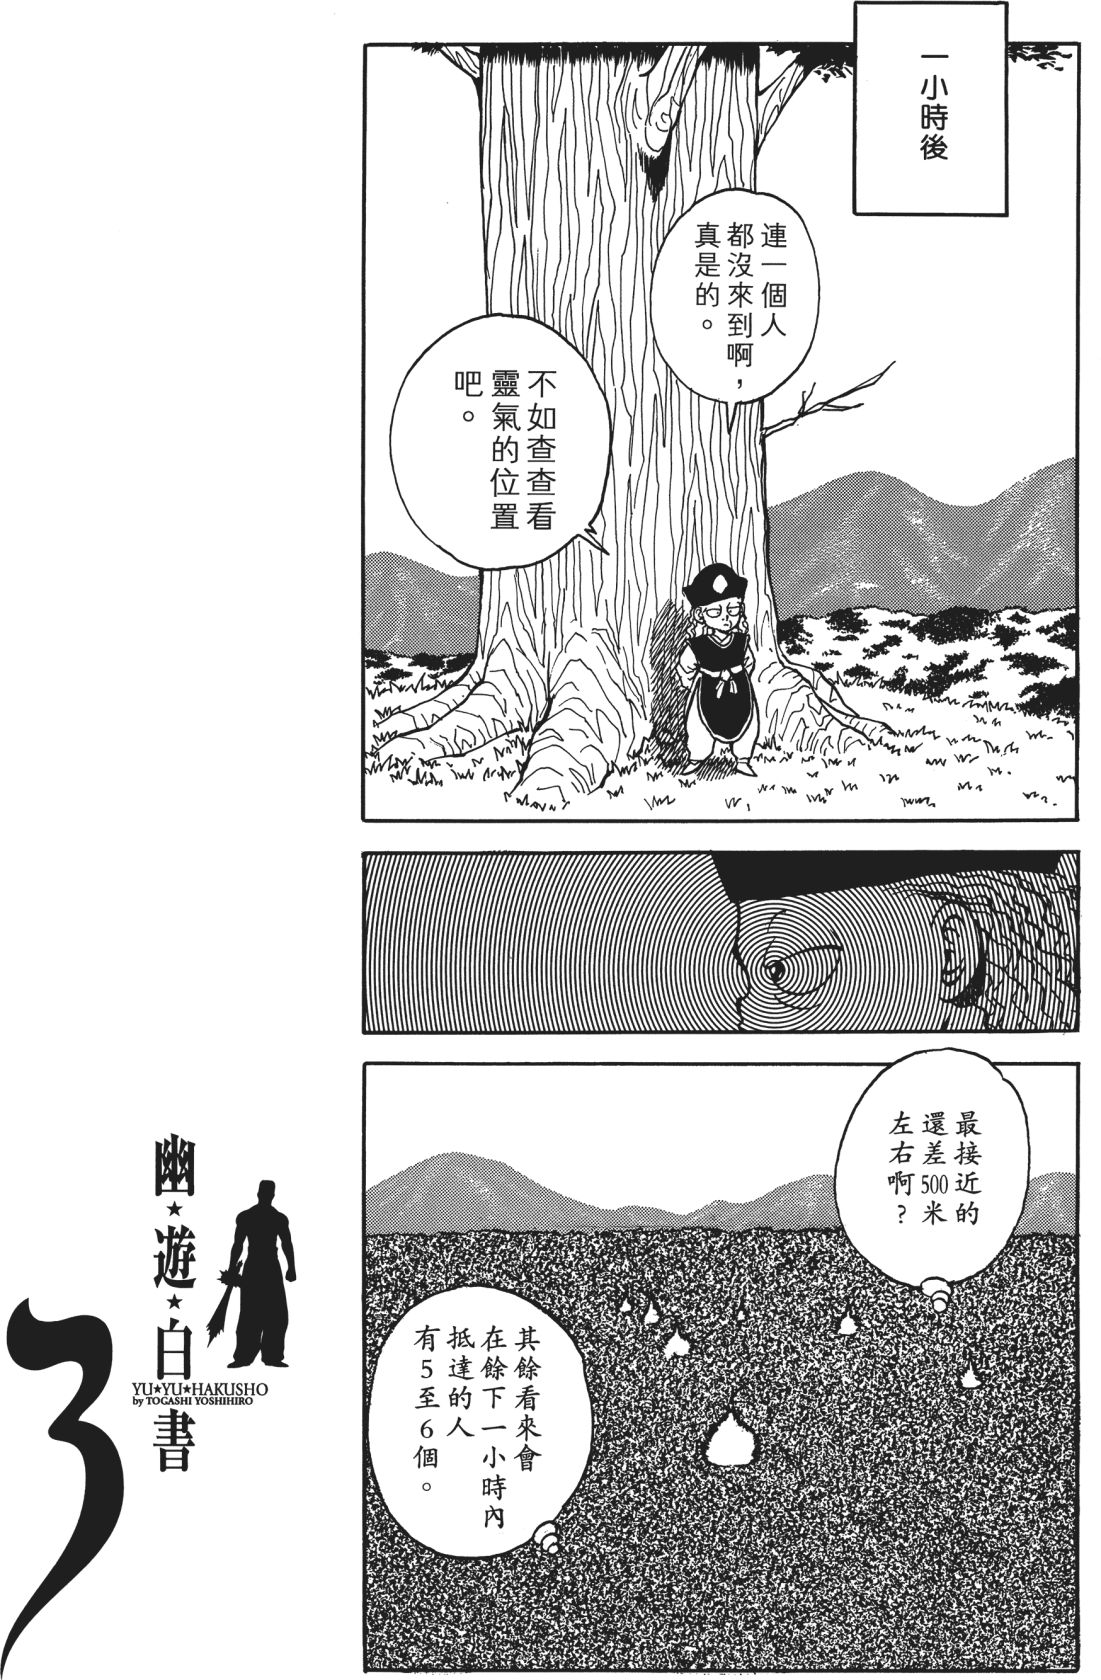 一小時後
連一個人
都沒來到啊，
真是的。
不如查查看
靈氣的位置
吧。
最接近的
還差500米
左右啊？
其餘看來會
在餘下一小時內
抵達的人
有5至6個。
幽★遊★白書
YU★YU★HAKUSHO
by TOGASHI YOSHIHIRO
3